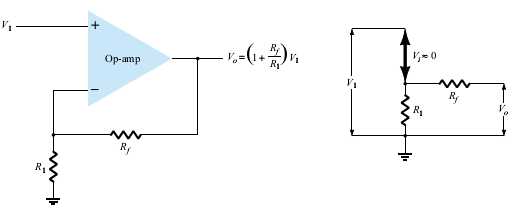 V1
+
Op-amp
−
Vo = (1 + Rf/R1) V1
Rf
R1
V1
Vi ≈ 0
Rf
R1
Vo